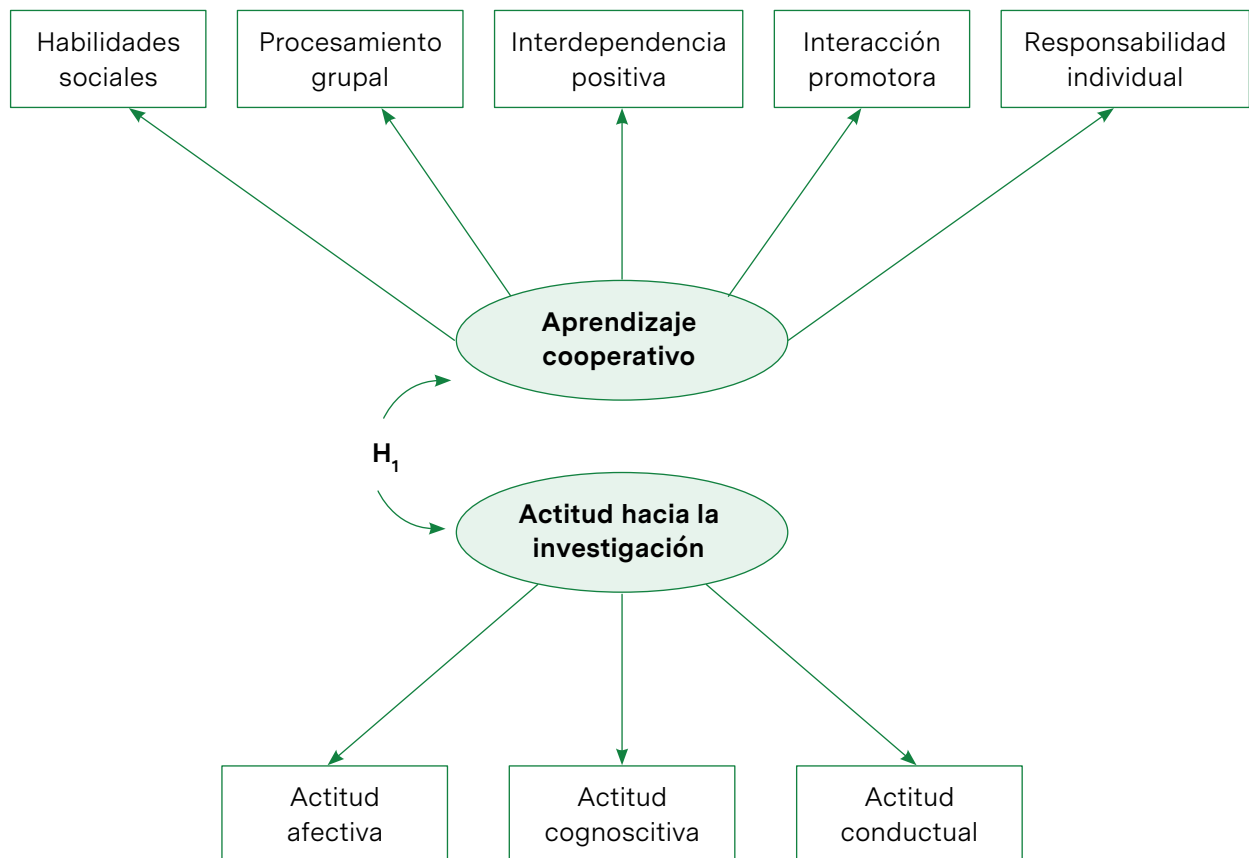 Habilidades
sociales
Procesamiento
grupal
Interdependencia
positiva
Interacción
promotora
Responsabilidad
individual
Aprendizaje
cooperativo
H₁
Actitud hacia la
investigación
Actitud
afectiva
Actitud
cognoscitiva
Actitud
conductual